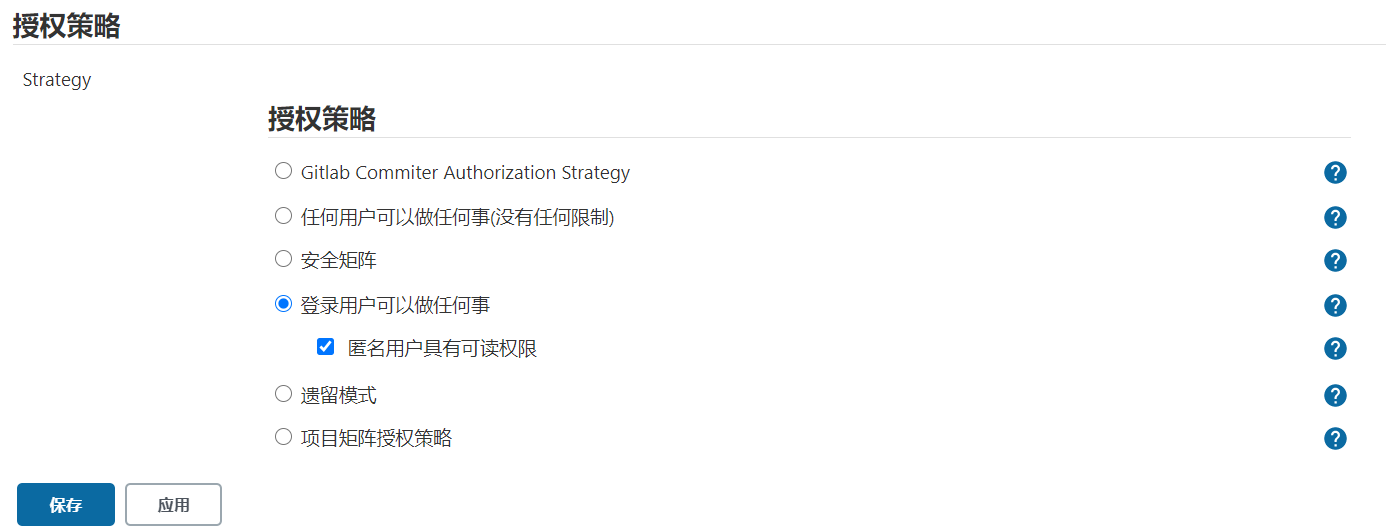 授权策略
Strategy
授权策略
Gitlab Commiter Authorization Strategy
任何用户可以做任何事(没有任何限制)
安全矩阵
登录用户可以做任何事
匿名用户具有可读权限
遗留模式
项目矩阵授权策略
保存 应用